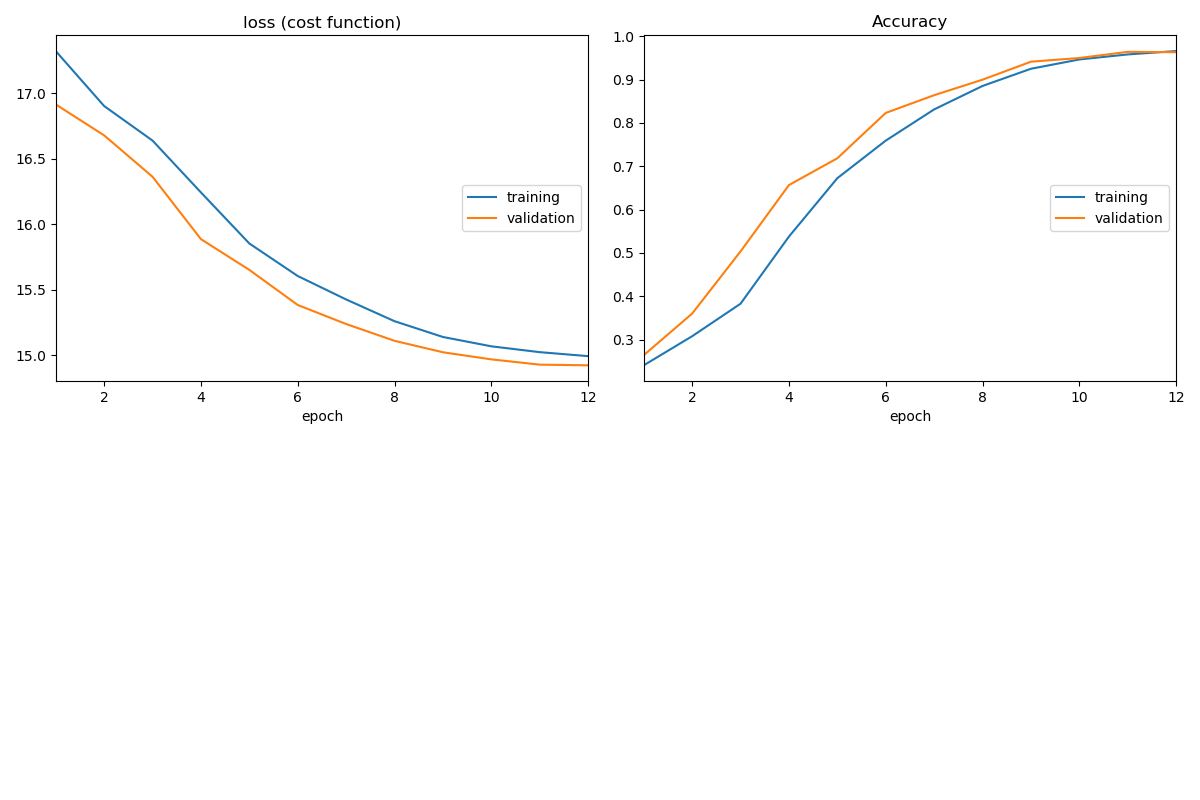 loss (cost function)
17.0
16.5
16.0
15.5
15.0
training
validation
2 4 6 8 10 12
epoch
Accuracy
1.0
0.9
0.8
0.7
0.6
0.5
0.4
0.3
training
validation
2 4 6 8 10 12
epoch